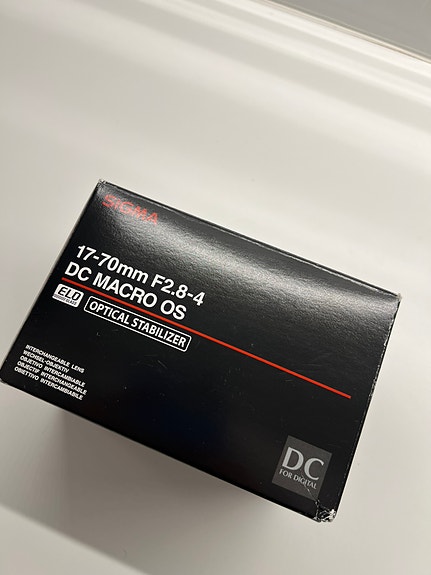 SIGMA
17-70mm F2.8-4
DC MACRO OS
ELD
OPTICAL STABILIZER
INTERCHANGEABLE LENS
WECHSEL-OBJEKTIV
OBJETIVO INTERCAMBIABLE
OBJECTIF INTERCHANGEABLE
OBIETTIVO INTERCAMBIABILE
DC
FOR DIGITAL